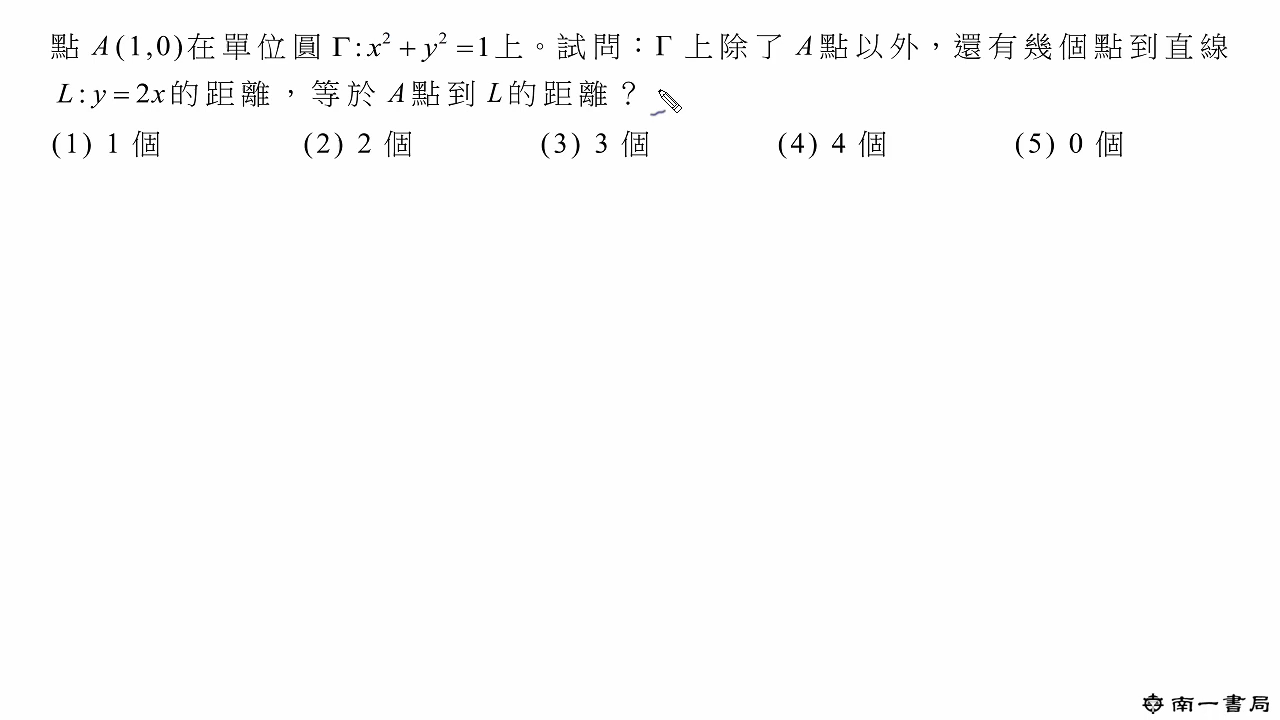 點 A(1,0)在單位圓 Γ:x²+y²=1上。試問：Γ 上除了 A點以外，還有幾個點到直線
L:y=2x的距離，等於 A點到 L的距離？
(1) 1 個 (2) 2 個 (3) 3 個 (4) 4 個 (5) 0 個
南一書局